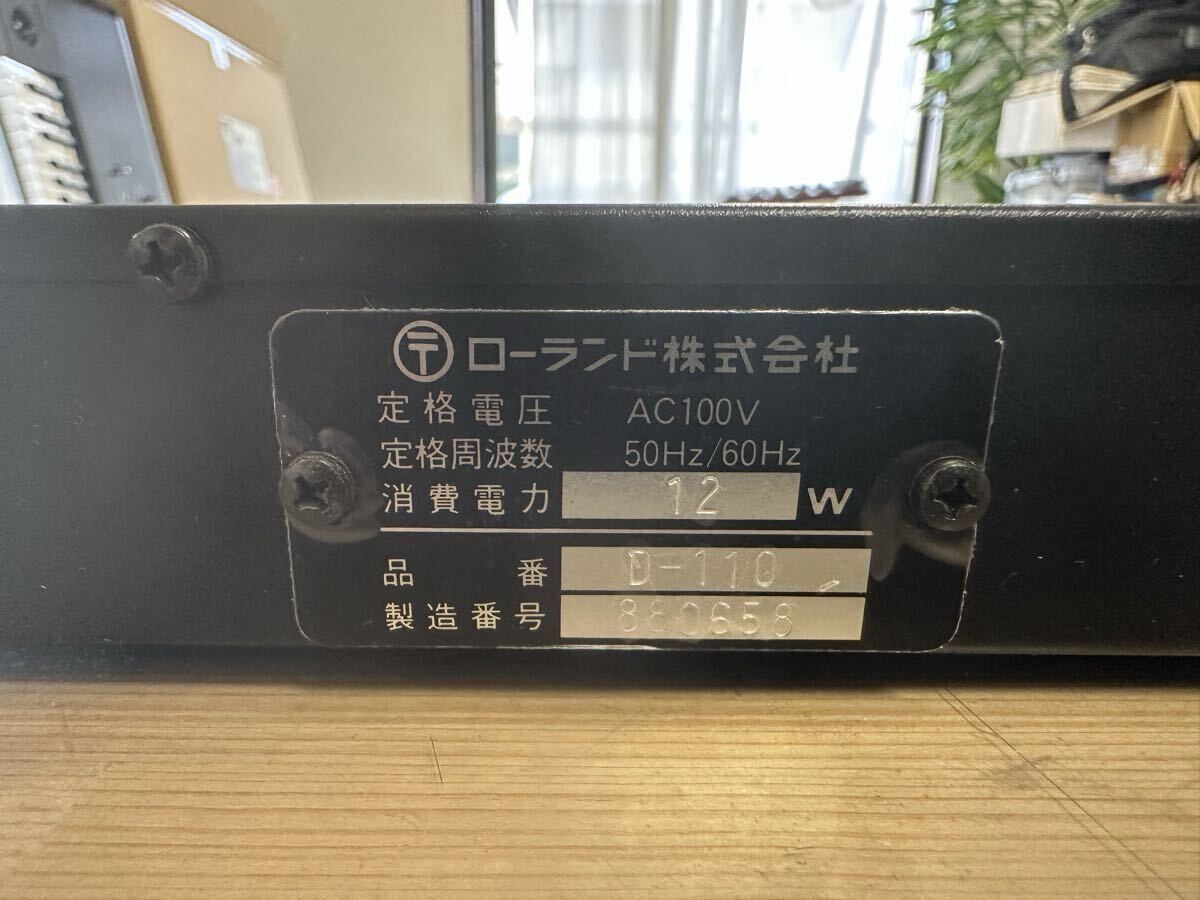 〒 ローランド株式会社
定格電圧 AC100V
定格周波数 50Hz/60Hz
消費電力 12 W
品番 D-110
製造番号 880658